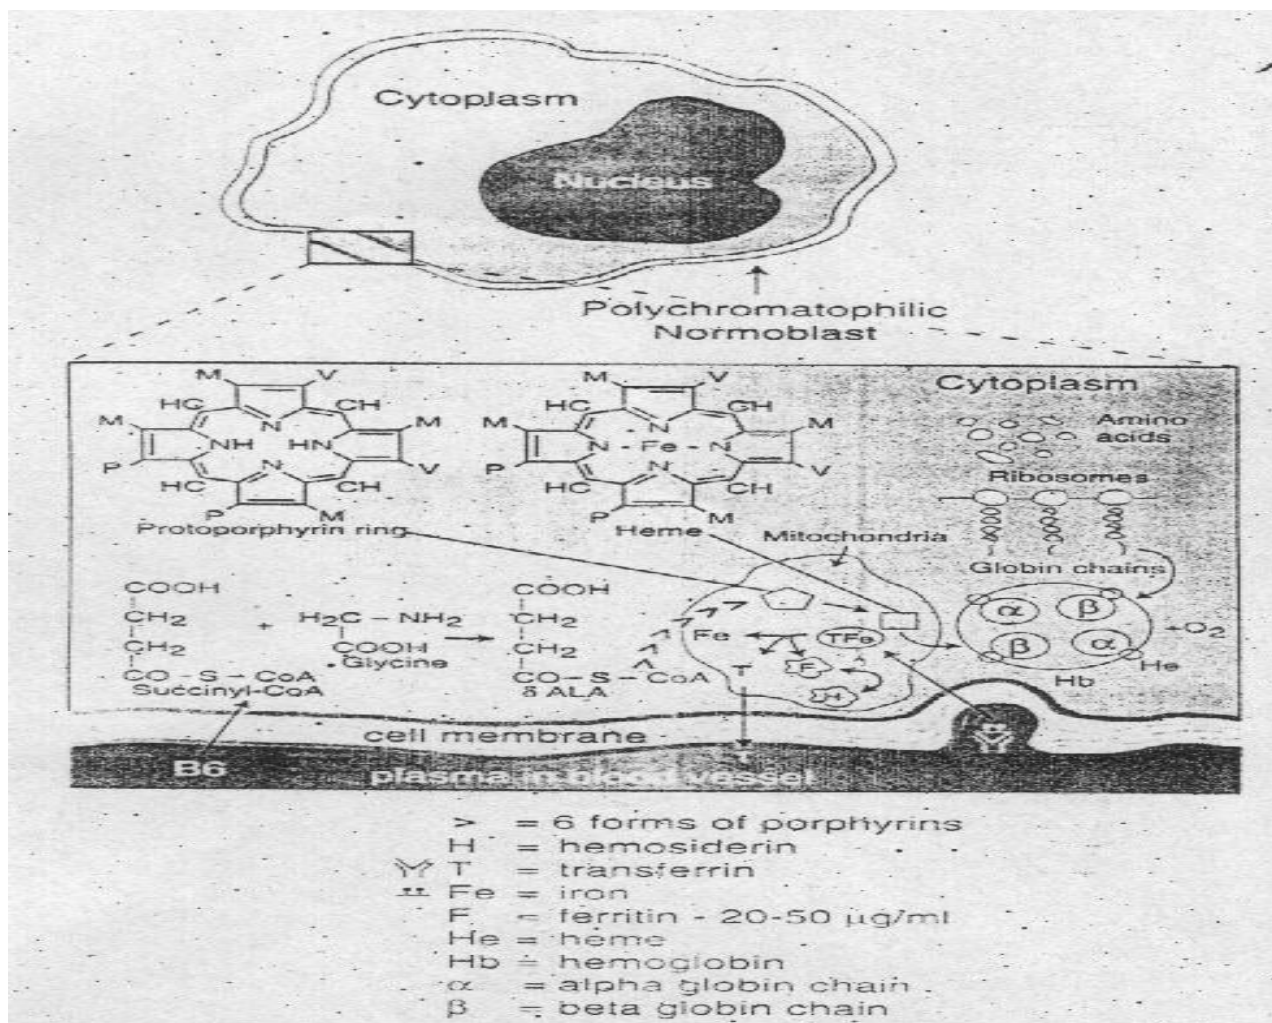 Cytoplasm
Nucleus
Polychromatophilic
Normoblast
M V
HC N CH
M M
NH HN
P V
HC N CH
P M
Protoporphyrin ring
M V
HC N CH
M M
N - Fe - N
P V
HC N CH
P M
Heme
Cytoplasm
Amino
acids
Ribosomes
Globin chains
Mitochondria
COOH
CH2
CH2
CO - S - CoA
Succinyl-CoA
+
H2C - NH2
COOH
Glycine
COOH
CH2
CH2
CO - S - CoA
δ ALA
Fe
TFe
T
F
H
α β
β α
+O2
He
Hb
cell membrane
B6
plasma in blood vessel
T
> = 6 forms of porphyrins
H = hemosiderin
T = transferrin
Fe = iron
F = ferritin - 20-50 µg/ml
He = heme
Hb = hemoglobin
α = alpha globin chain
β = beta globin chain